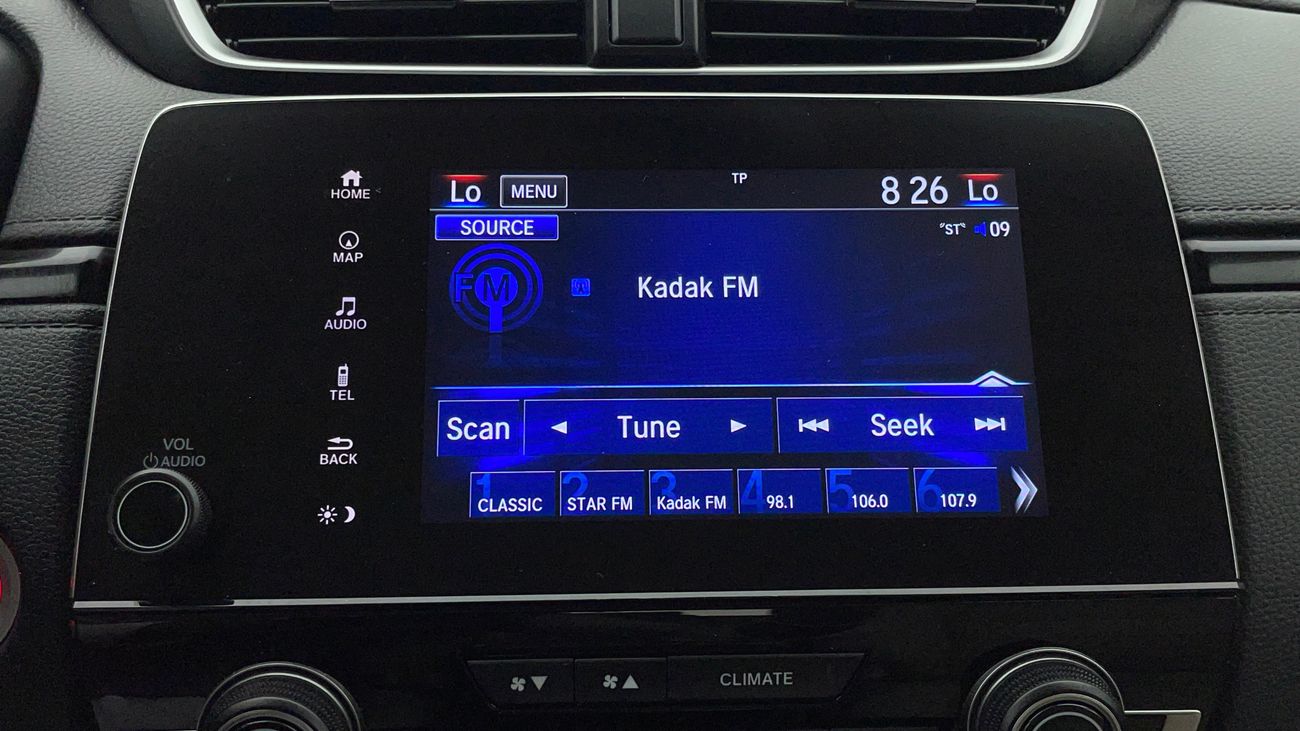 HOME
MAP
AUDIO
TEL
BACK
VOL
AUDIO
Lo MENU TP 8 26 Lo
SOURCE "ST" 09
FM Kadak FM
Scan Tune Seek
1 CLASSIC 2 STAR FM 3 Kadak FM 4 98.1 5 106.0 6 107.9
CLIMATE